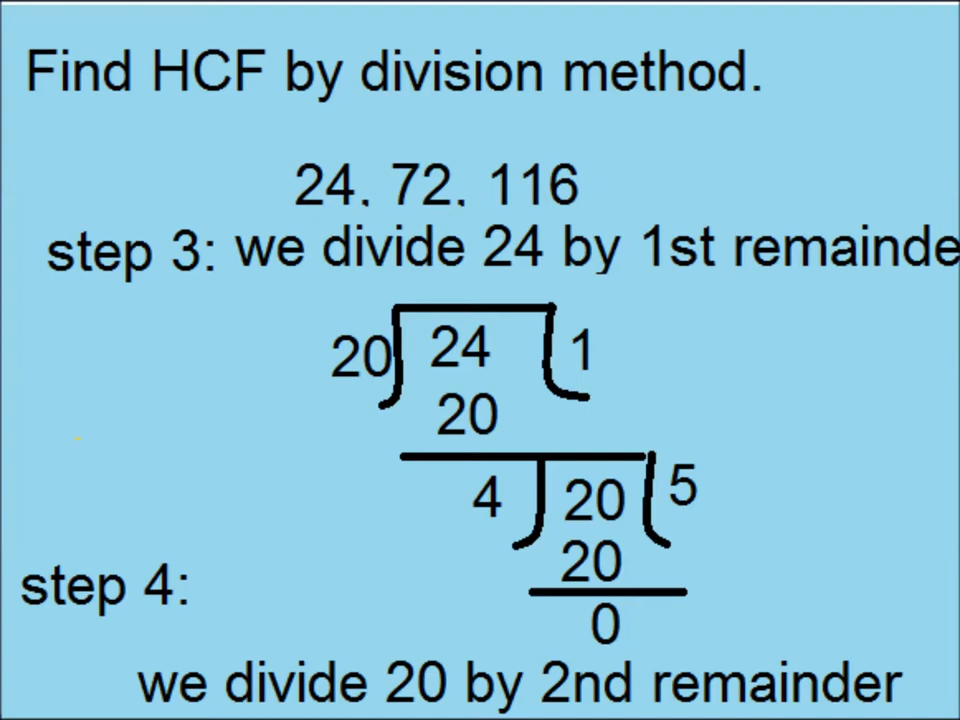 Find HCF by division method.
24, 72, 116
step 3: we divide 24 by 1st remainde
20 24 1
20
4 20 5
20
step 4:
0
we divide 20 by 2nd remainder